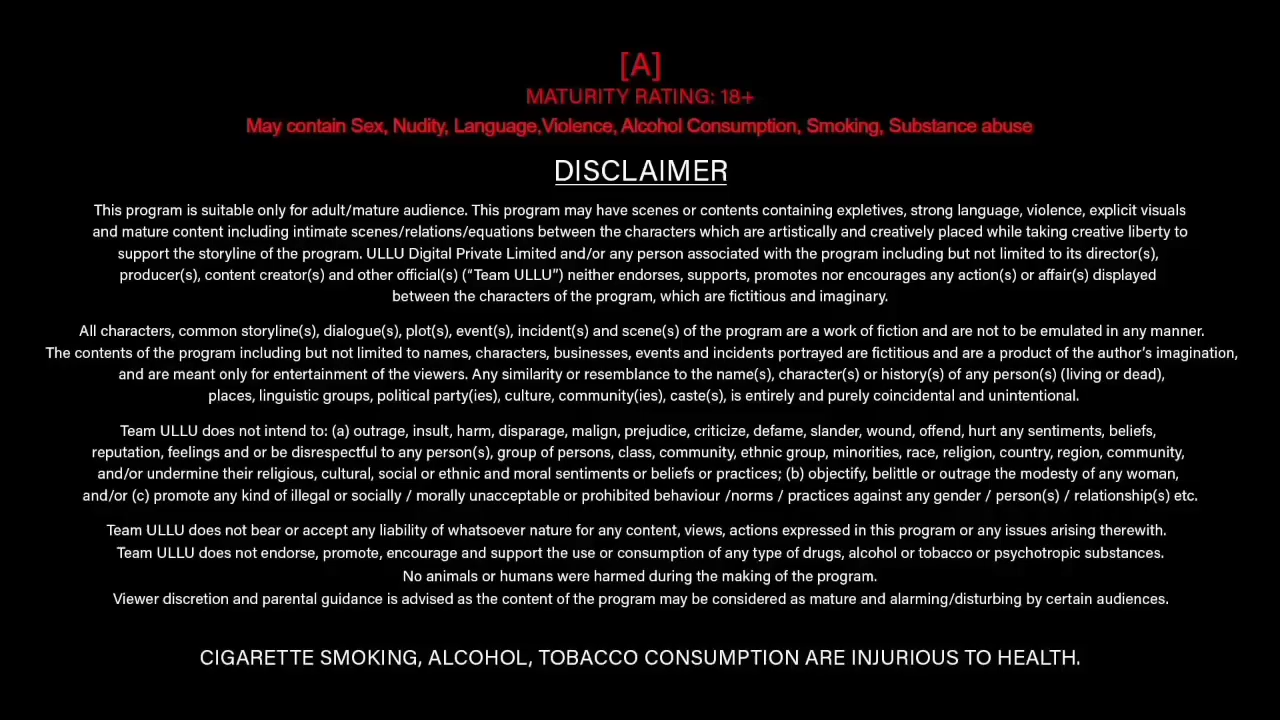 [A]
MATURITY RATING: 18+
May contain Sex, Nudity, Language,Violence, Alcohol Consumption, Smoking, Substance abuse
DISCLAIMER
This program is suitable only for adult/mature audience. This program may have scenes or contents containing expletives, strong language, violence, explicit visuals
and mature content including intimate scenes/relations/equations between the characters which are artistically and creatively placed while taking creative liberty to
support the storyline of the program. ULLU Digital Private Limited and/or any person associated with the program including but not limited to its director(s),
producer(s), content creator(s) and other official(s) (“Team ULLU”) neither endorses, supports, promotes nor encourages any action(s) or affair(s) displayed
between the characters of the program, which are fictitious and imaginary.
All characters, common storyline(s), dialogue(s), plot(s), event(s), incident(s) and scene(s) of the program are a work of fiction and are not to be emulated in any manner.
The contents of the program including but not limited to names, characters, businesses, events and incidents portrayed are fictitious and are a product of the author’s imagination,
and are meant only for entertainment of the viewers. Any similarity or resemblance to the name(s), character(s) or history(s) of any person(s) (living or dead),
places, linguistic groups, political party(ies), culture, community(ies), caste(s), is entirely and purely coincidental and unintentional.
Team ULLU does not intend to: (a) outrage, insult, harm, disparage, malign, prejudice, criticize, defame, slander, wound, offend, hurt any sentiments, beliefs,
reputation, feelings and or be disrespectful to any person(s), group of persons, class, community, ethnic group, minorities, race, religion, country, region, community,
and/or undermine their religious, cultural, social or ethnic and moral sentiments or beliefs or practices; (b) objectify, belittle or outrage the modesty of any woman,
and/or (c) promote any kind of illegal or socially / morally unacceptable or prohibited behaviour /norms / practices against any gender / person(s) / relationship(s) etc.
Team ULLU does not bear or accept any liability of whatsoever nature for any content, views, actions expressed in this program or any issues arising therewith.
Team ULLU does not endorse, promote, encourage and support the use or consumption of any type of drugs, alcohol or tobacco or psychotropic substances.
No animals or humans were harmed during the making of the program.
Viewer discretion and parental guidance is advised as the content of the program may be considered as mature and alarming/disturbing by certain audiences.
CIGARETTE SMOKING, ALCOHOL, TOBACCO CONSUMPTION ARE INJURIOUS TO HEALTH.